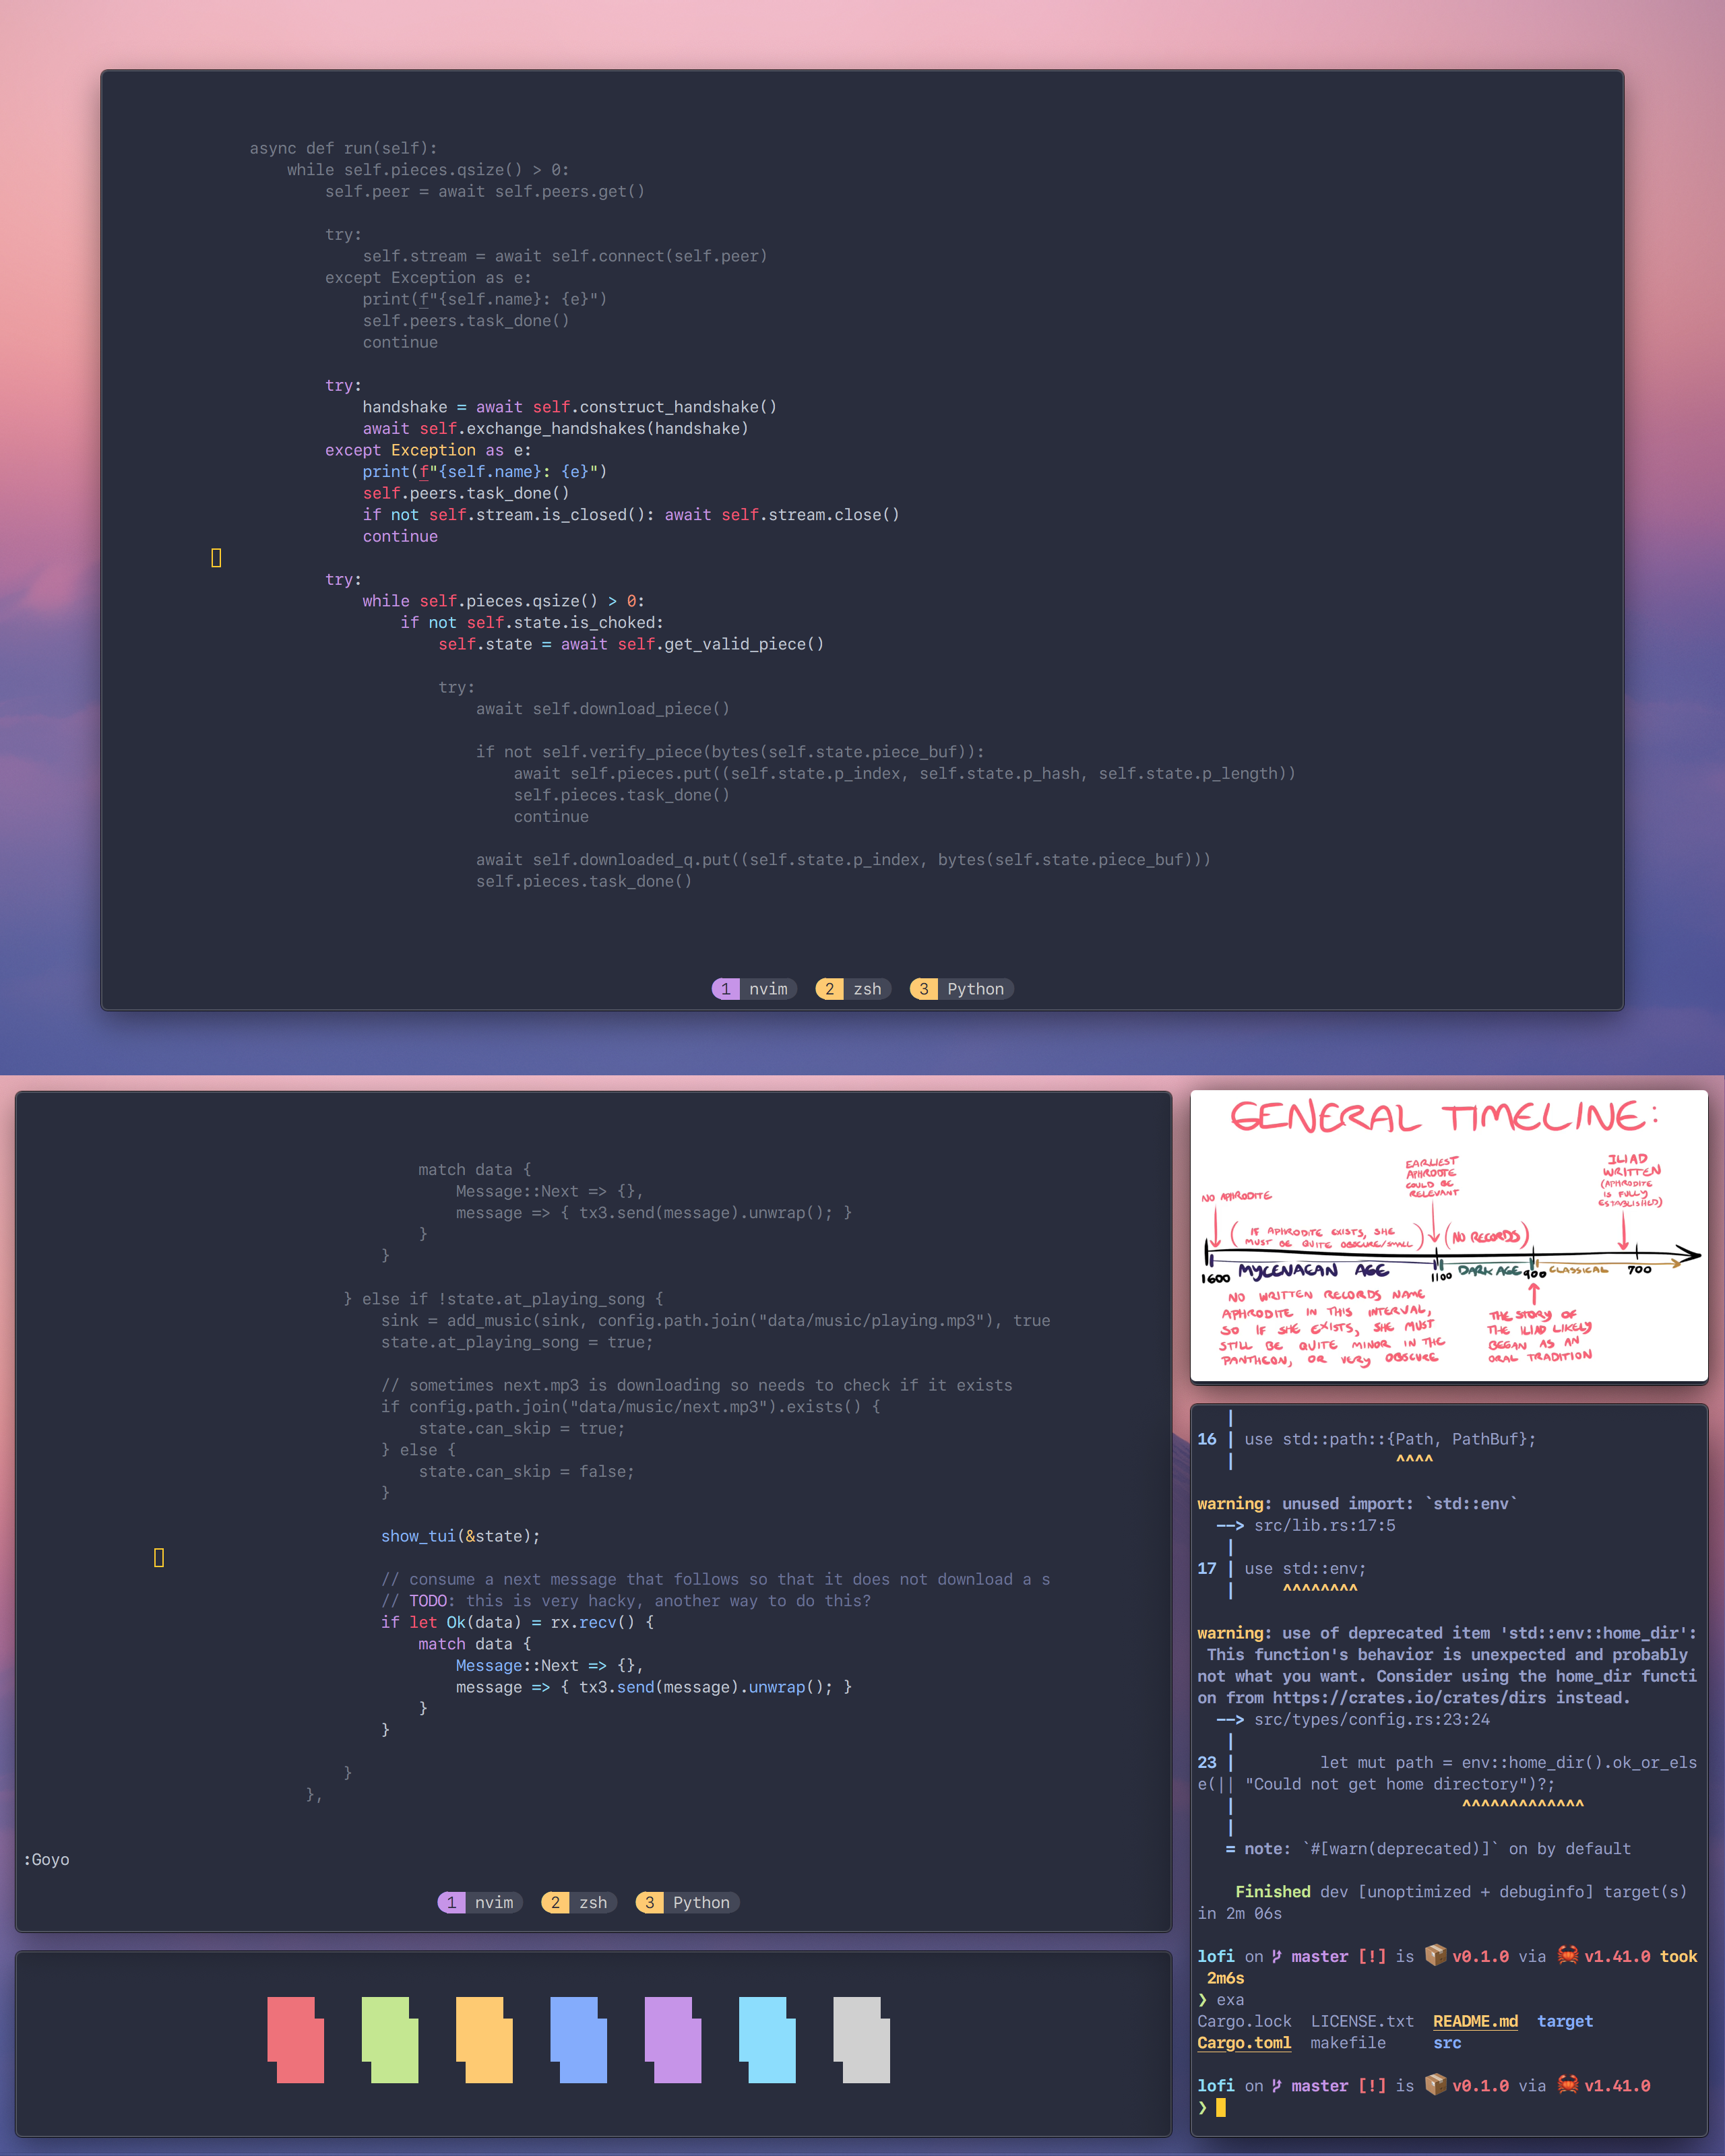 async def run(self):
while self.pieces.qsize() > 0:
self.peer = await self.peers.get()
try:
self.stream = await self.connect(self.peer)
except Exception as e:
print(f"{self.name}: {e}")
self.peers.task_done()
continue
try:
handshake = await self.construct_handshake()
await self.exchange_handshakes(handshake)
except Exception as e:
print(f"{self.name}: {e}")
self.peers.task_done()
if not self.stream.is_closed(): await self.stream.close()
continue
try:
while self.pieces.qsize() > 0:
if not self.state.is_choked:
self.state = await self.get_valid_piece()
try:
await self.download_piece()
if not self.verify_piece(bytes(self.state.piece_buf)):
await self.pieces.put((self.state.p_index, self.state.p_hash, self.state.p_length))
self.pieces.task_done()
continue
await self.downloaded_q.put((self.state.p_index, bytes(self.state.piece_buf)))
self.pieces.task_done()
1 nvim 2 zsh 3 Python
match data {
Message::Next => {},
message => { tx3.send(message).unwrap(); }
}
}
} else if !state.at_playing_song {
sink = add_music(sink, config.path.join("data/music/playing.mp3"), true
state.at_playing_song = true;
// sometimes next.mp3 is downloading so needs to check if it exists
if config.path.join("data/music/next.mp3").exists() {
state.can_skip = true;
} else {
state.can_skip = false;
}
show_tui(&state);
// consume a next message that follows so that it does not download a s
// TODO: this is very hacky, another way to do this?
if let Ok(data) = rx.recv() {
match data {
Message::Next => {},
message => { tx3.send(message).unwrap(); }
}
}
}
},
:Goyo
1 nvim 2 zsh 3 Python
GENERAL TIMELINE:
NO APHRODITE
EARLIEST
APHRODITE
COULD BE
RELEVANT
ILIAD
WRITTEN
(APHRODITE
IS FULLY
ESTABLISHED)
(IF APHRODITE EXISTS, SHE
MUST BE QUITE OBSCURE/SMALL)
(NO RECORDS)
1600 MYCENAEAN AGE 1100 DARK AGE 900 CLASSICAL 700
NO WRITTEN RECORDS NAME
APHRODITE IN THIS INTERVAL,
SO IF SHE EXISTS, SHE MUST
STILL BE QUITE MINOR IN THE
PANTHEON, OR VERY OBSCURE
THE STORY OF
THE ILIAD LIKELY
BEGAN AS AN
ORAL TRADITION
|
16 | use std::path::{Path, PathBuf};
| ^^^^
warning: unused import: `std::env`
--> src/lib.rs:17:5
|
17 | use std::env;
| ^^^^^^^^
warning: use of deprecated item 'std::env::home_dir':
This function's behavior is unexpected and probably
not what you want. Consider using the home_dir functi
on from https://crates.io/crates/dirs instead.
--> src/types/config.rs:23:24
|
23 | let mut path = env::home_dir().ok_or_els
e(|| "Could not get home directory")?;
| ^^^^^^^^^^^^^
|
= note: `#[warn(deprecated)]` on by default
Finished dev [unoptimized + debuginfo] target(s)
in 2m 06s
lofi on master [!] is 📦 v0.1.0 via 🦀 v1.41.0 took
2m6s
❯ exa
Cargo.lock LICENSE.txt README.md target
Cargo.toml makefile src
lofi on master [!] is 📦 v0.1.0 via 🦀 v1.41.0
❯